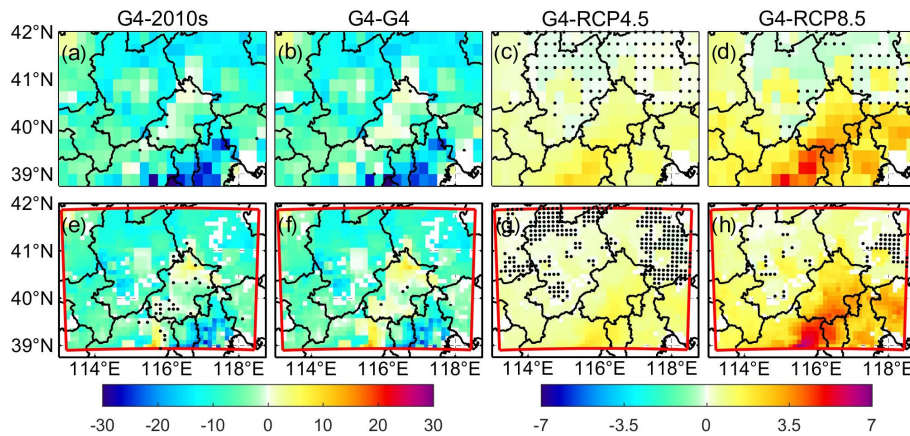 G4-2010s G4-G4 G4-RCP4.5 G4-RCP8.5
42°N (a) (b) (c) (d)
41°N
40°N
39°N
42°N (e) (f) (g) (h)
41°N
40°N
39°N
114°E 116°E 118°E 114°E 116°E 118°E 114°E 116°E 118°E 114°E 116°E 118°E
-30 -20 -10 0 10 20 30 -7 -3.5 0 3.5 7